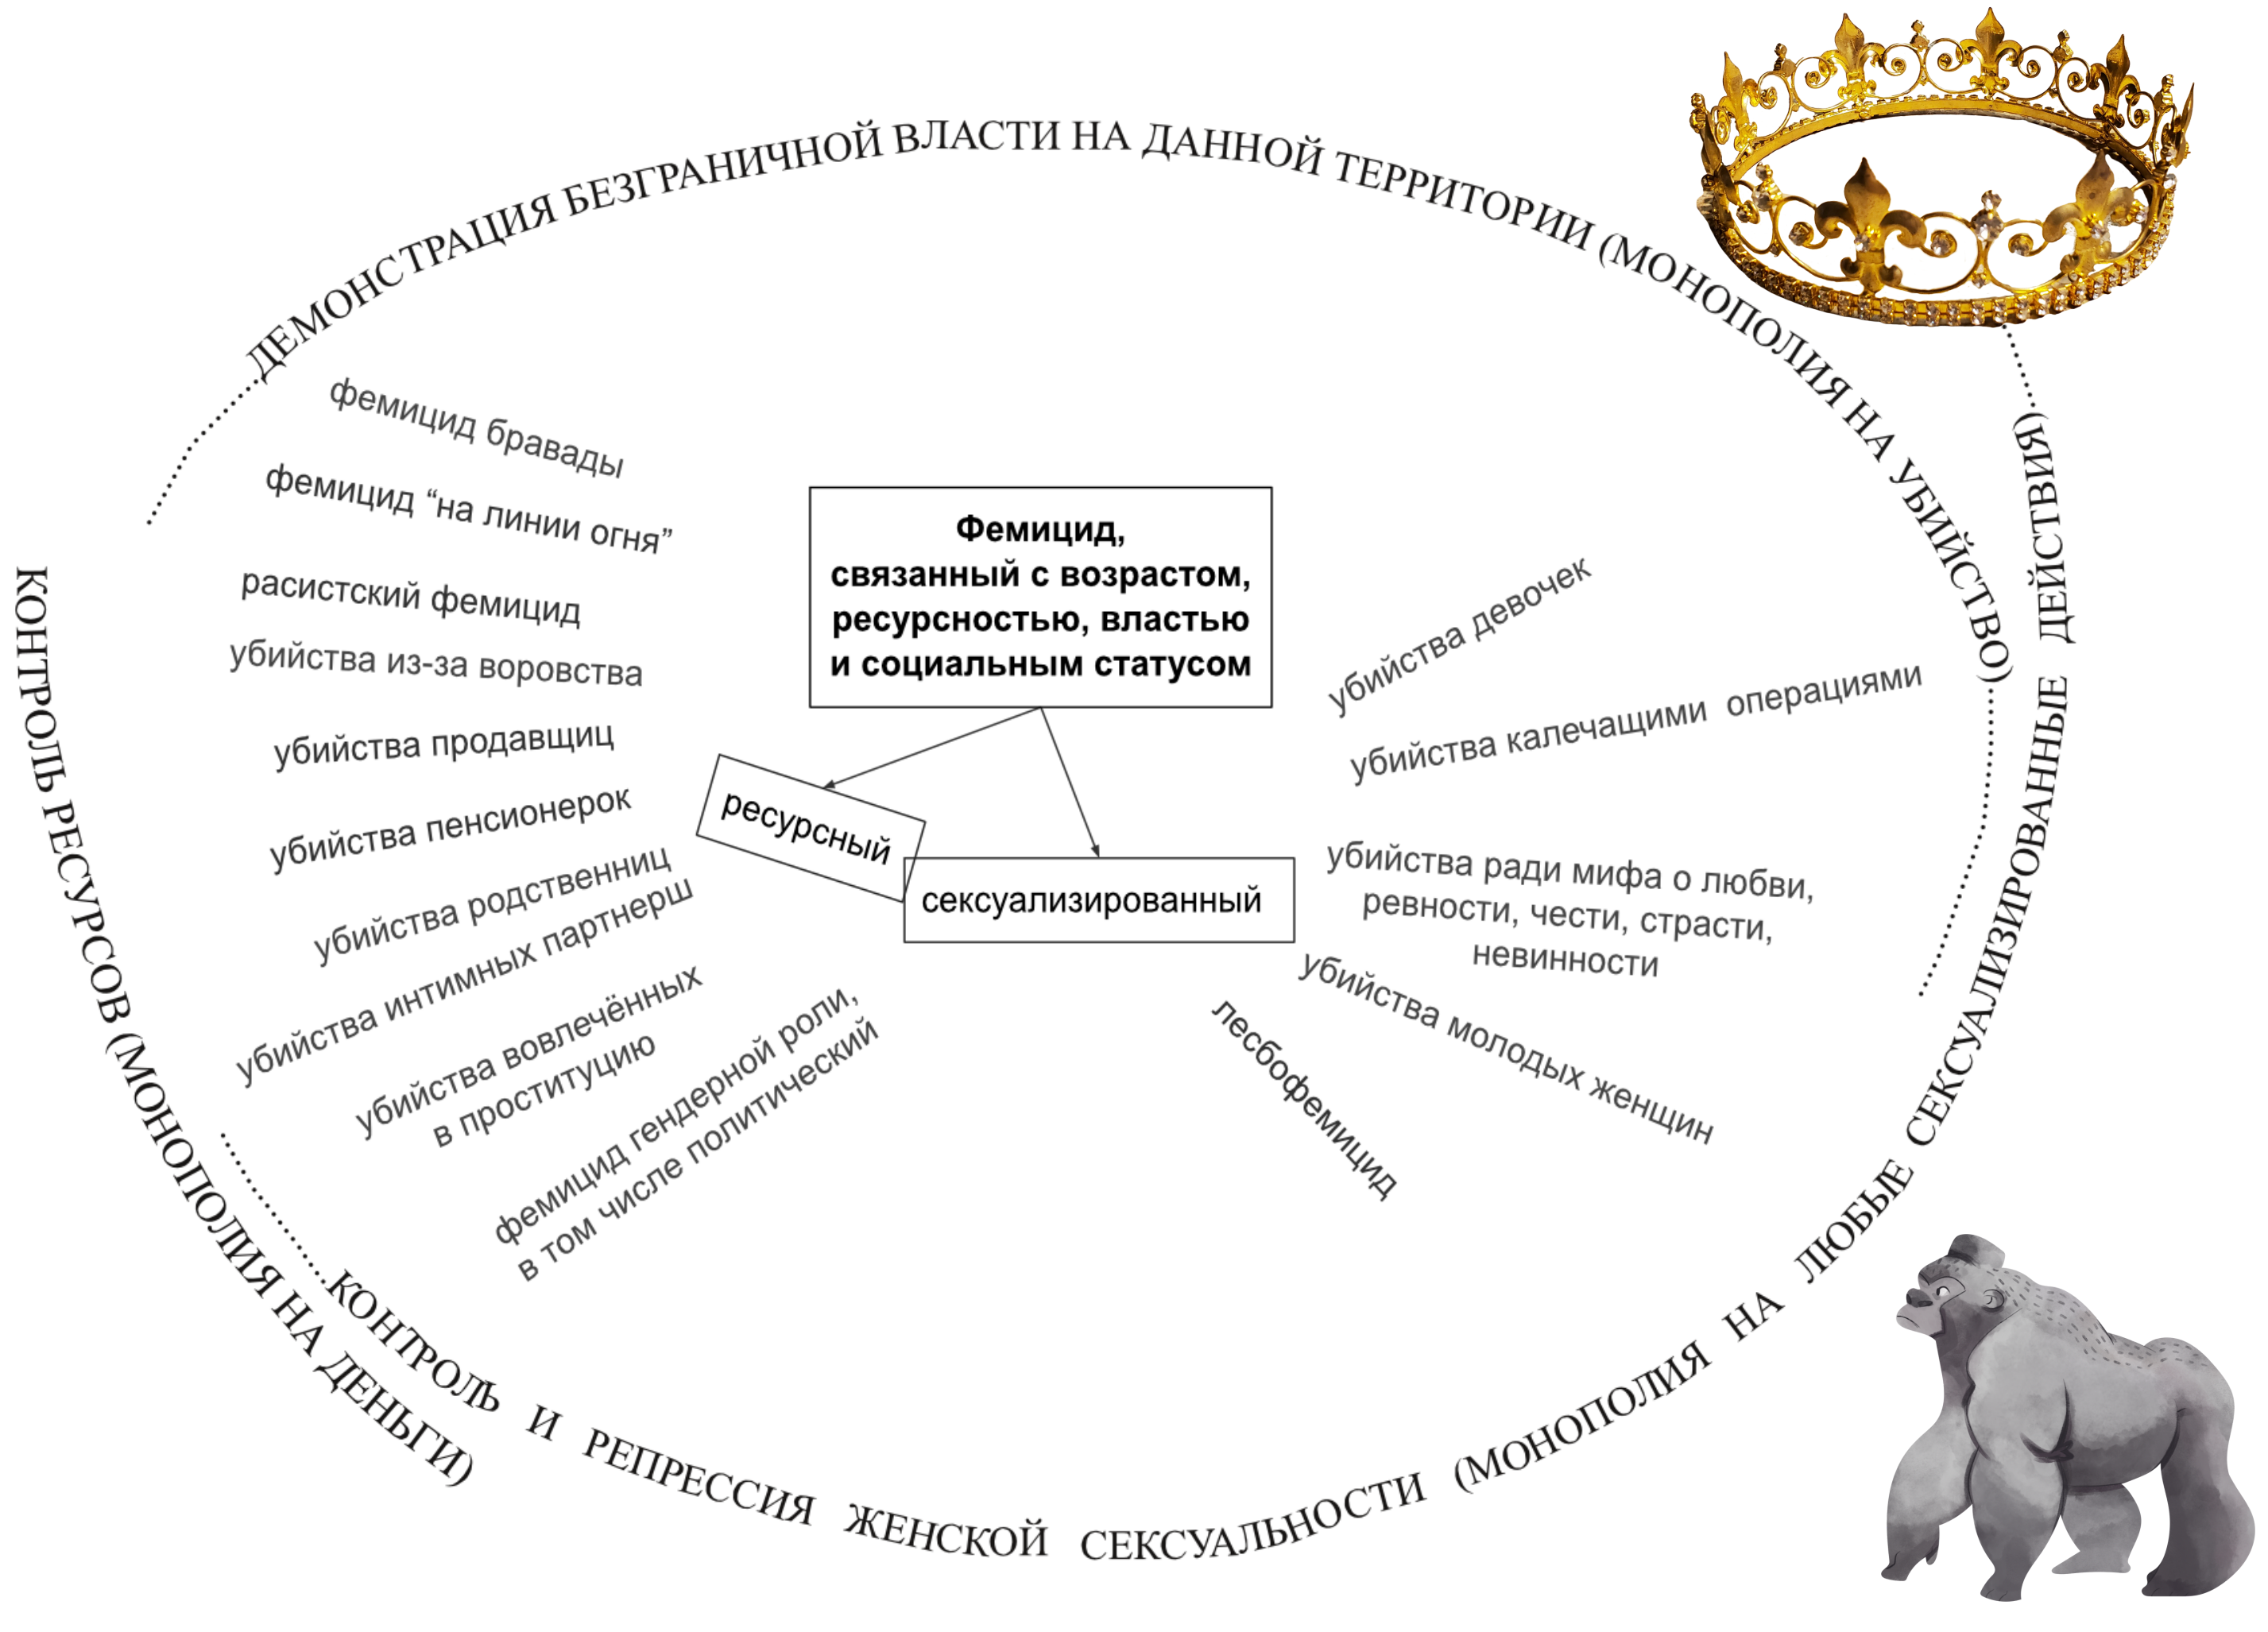 ДЕМОНСТРАЦИЯ БЕЗГРАНИЧНОЙ ВЛАСТИ НА ДАННОЙ ТЕРРИТОРИИ (МОНОПОЛИЯ НА УБИЙСТВО)
КОНТРОЛЬ РЕСУРСОВ (МОНОПОЛИЯ НА ДЕНЬГИ)
КОНТРОЛЬ И РЕПРЕССИЯ ЖЕНСКОЙ СЕКСУАЛЬНОСТИ (МОНОПОЛИЯ НА ЛЮБЫЕ СЕКСУАЛИЗИРОВАННЫЕ ДЕЙСТВИЯ)
Фемицид,
связанный с возрастом,
ресурсностью, властью
и социальным статусом
ресурсный
сексуализированный
фемицид бравады
фемицид “на линии огня”
расистский фемицид
убийства из-за воровства
убийства продавщиц
убийства пенсионерок
убийства родственниц
убийства интимных партнерш
убийства вовлечённых
в проституцию
фемицид гендерной роли,
в том числе политический
убийства девочек
убийства калечащими операциями
убийства ради мифа о любви,
ревности, чести, страсти,
невинности
убийства молодых женщин
лесбофемицид